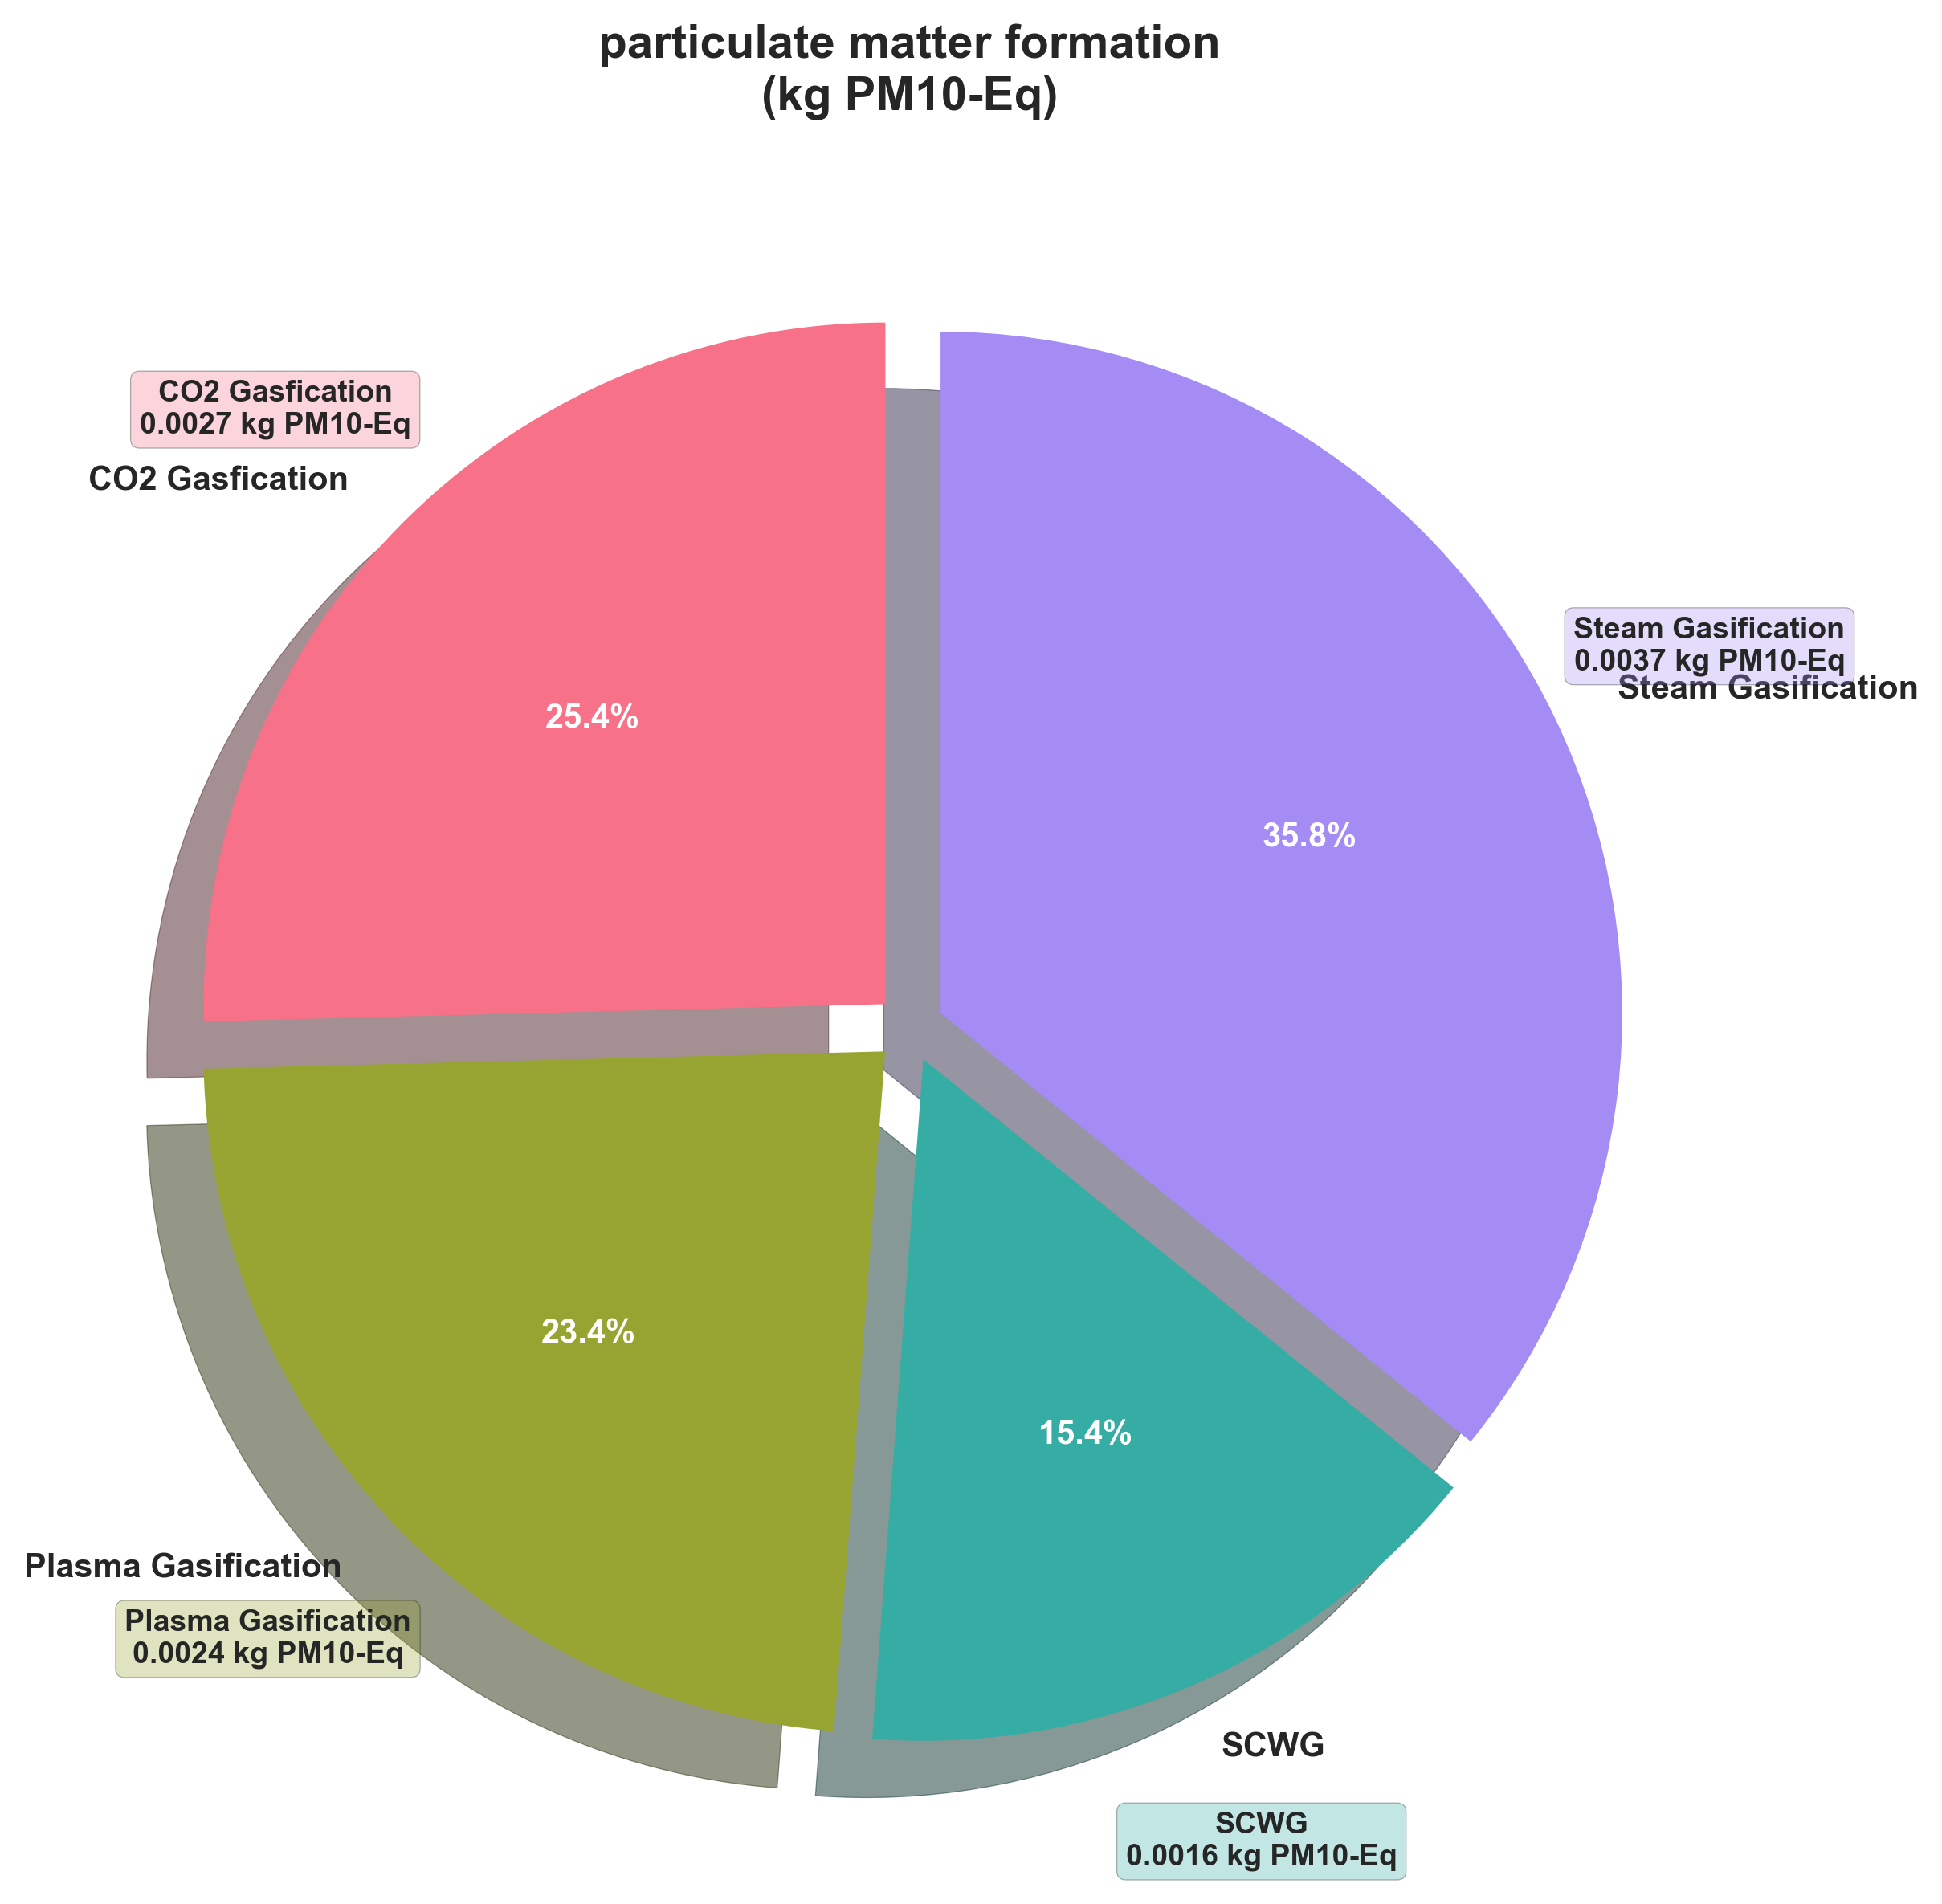 particulate matter formation
(kg PM10-Eq)
CO2 Gasfication
0.0027 kg PM10-Eq
CO2 Gasfication
Steam Gasification
0.0037 kg PM10-Eq
Steam Gasification
25.4%
35.8%
23.4%
15.4%
Plasma Gasification
Plasma Gasification
0.0024 kg PM10-Eq
SCWG
SCWG
0.0016 kg PM10-Eq